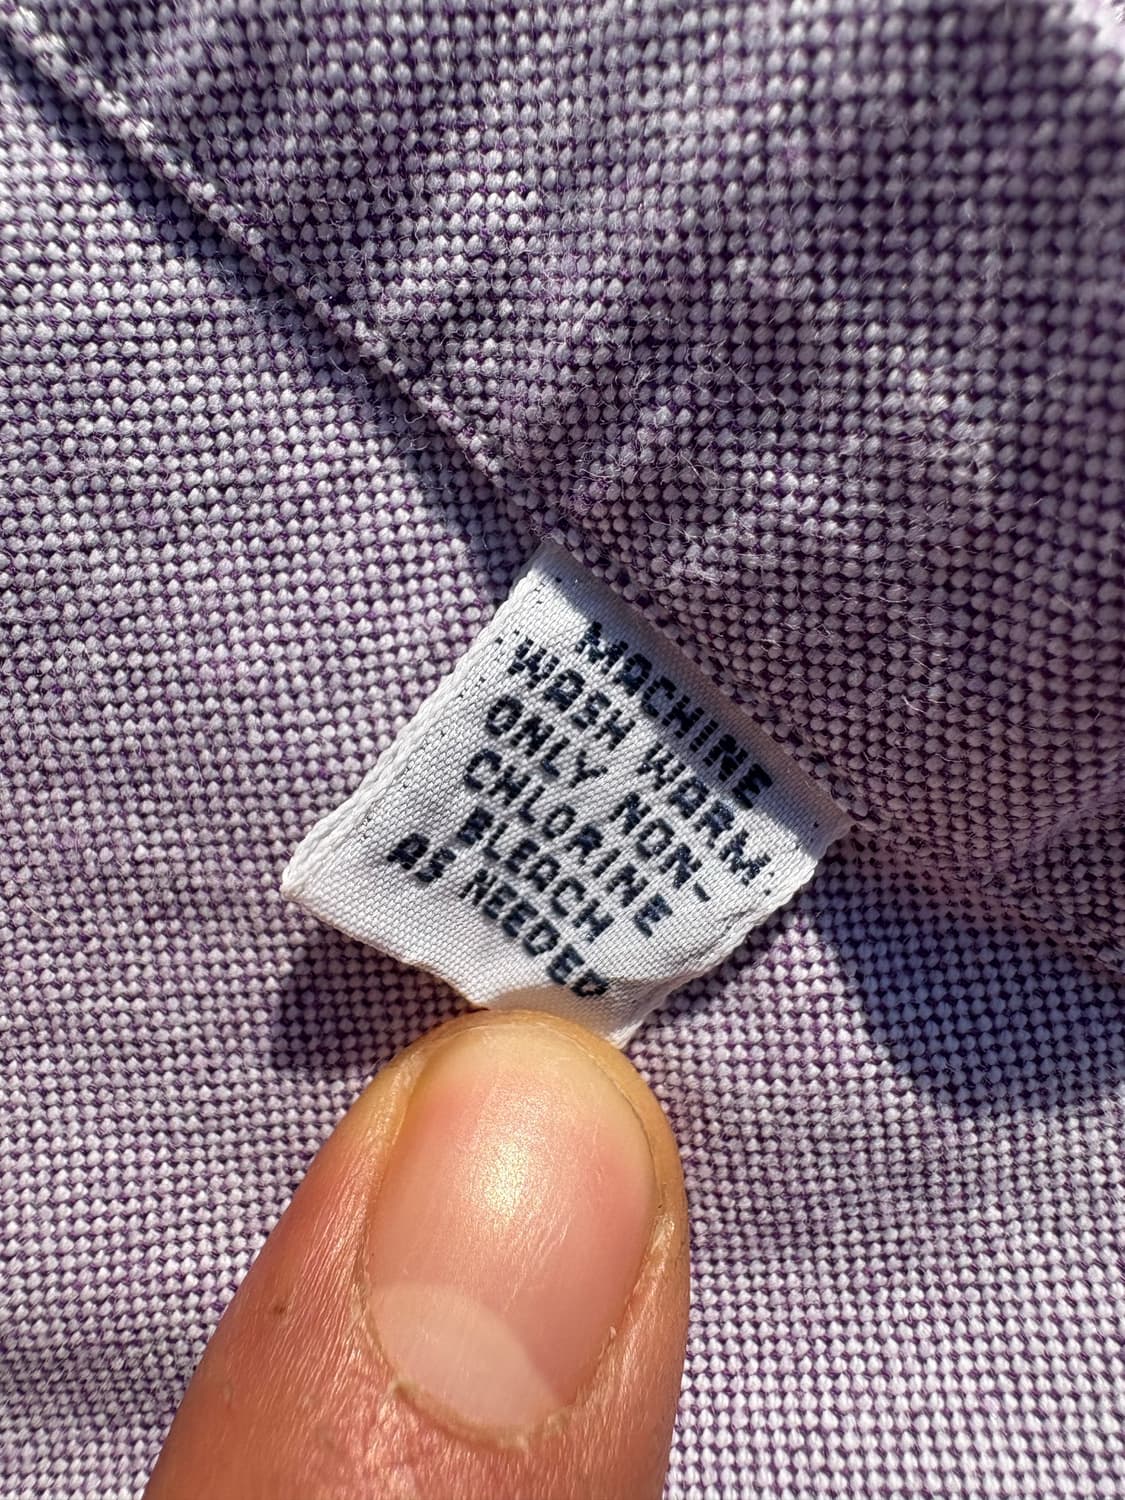 MACHINE
WASH WARM.
ONLY NON-
CHLORINE
BLEACH
AS NEEDED